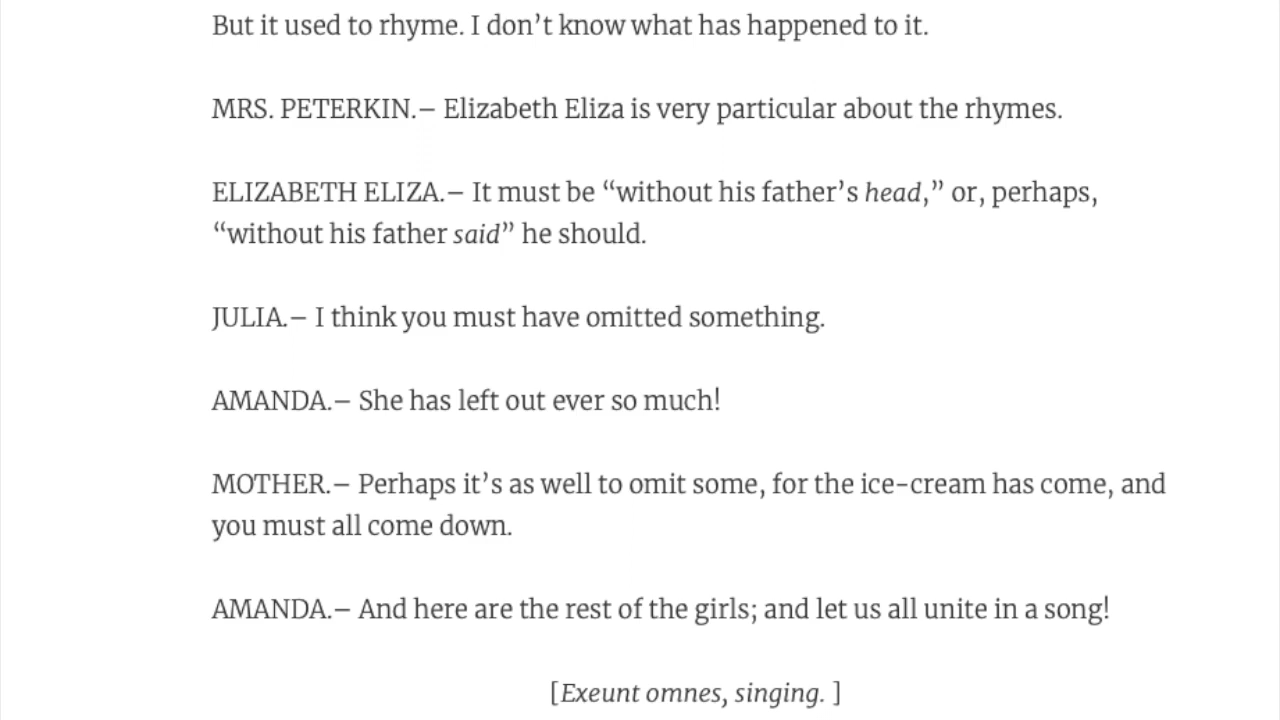 But it used to rhyme. I don’t know what has happened to it.
MRS. PETERKIN.– Elizabeth Eliza is very particular about the rhymes.
ELIZABETH ELIZA.– It must be “without his father’s head,” or, perhaps,
“without his father said” he should.
JULIA.– I think you must have omitted something.
AMANDA.– She has left out ever so much!
MOTHER.– Perhaps it’s as well to omit some, for the ice-cream has come, and
you must all come down.
AMANDA.– And here are the rest of the girls; and let us all unite in a song!
[Exeunt omnes, singing. ]